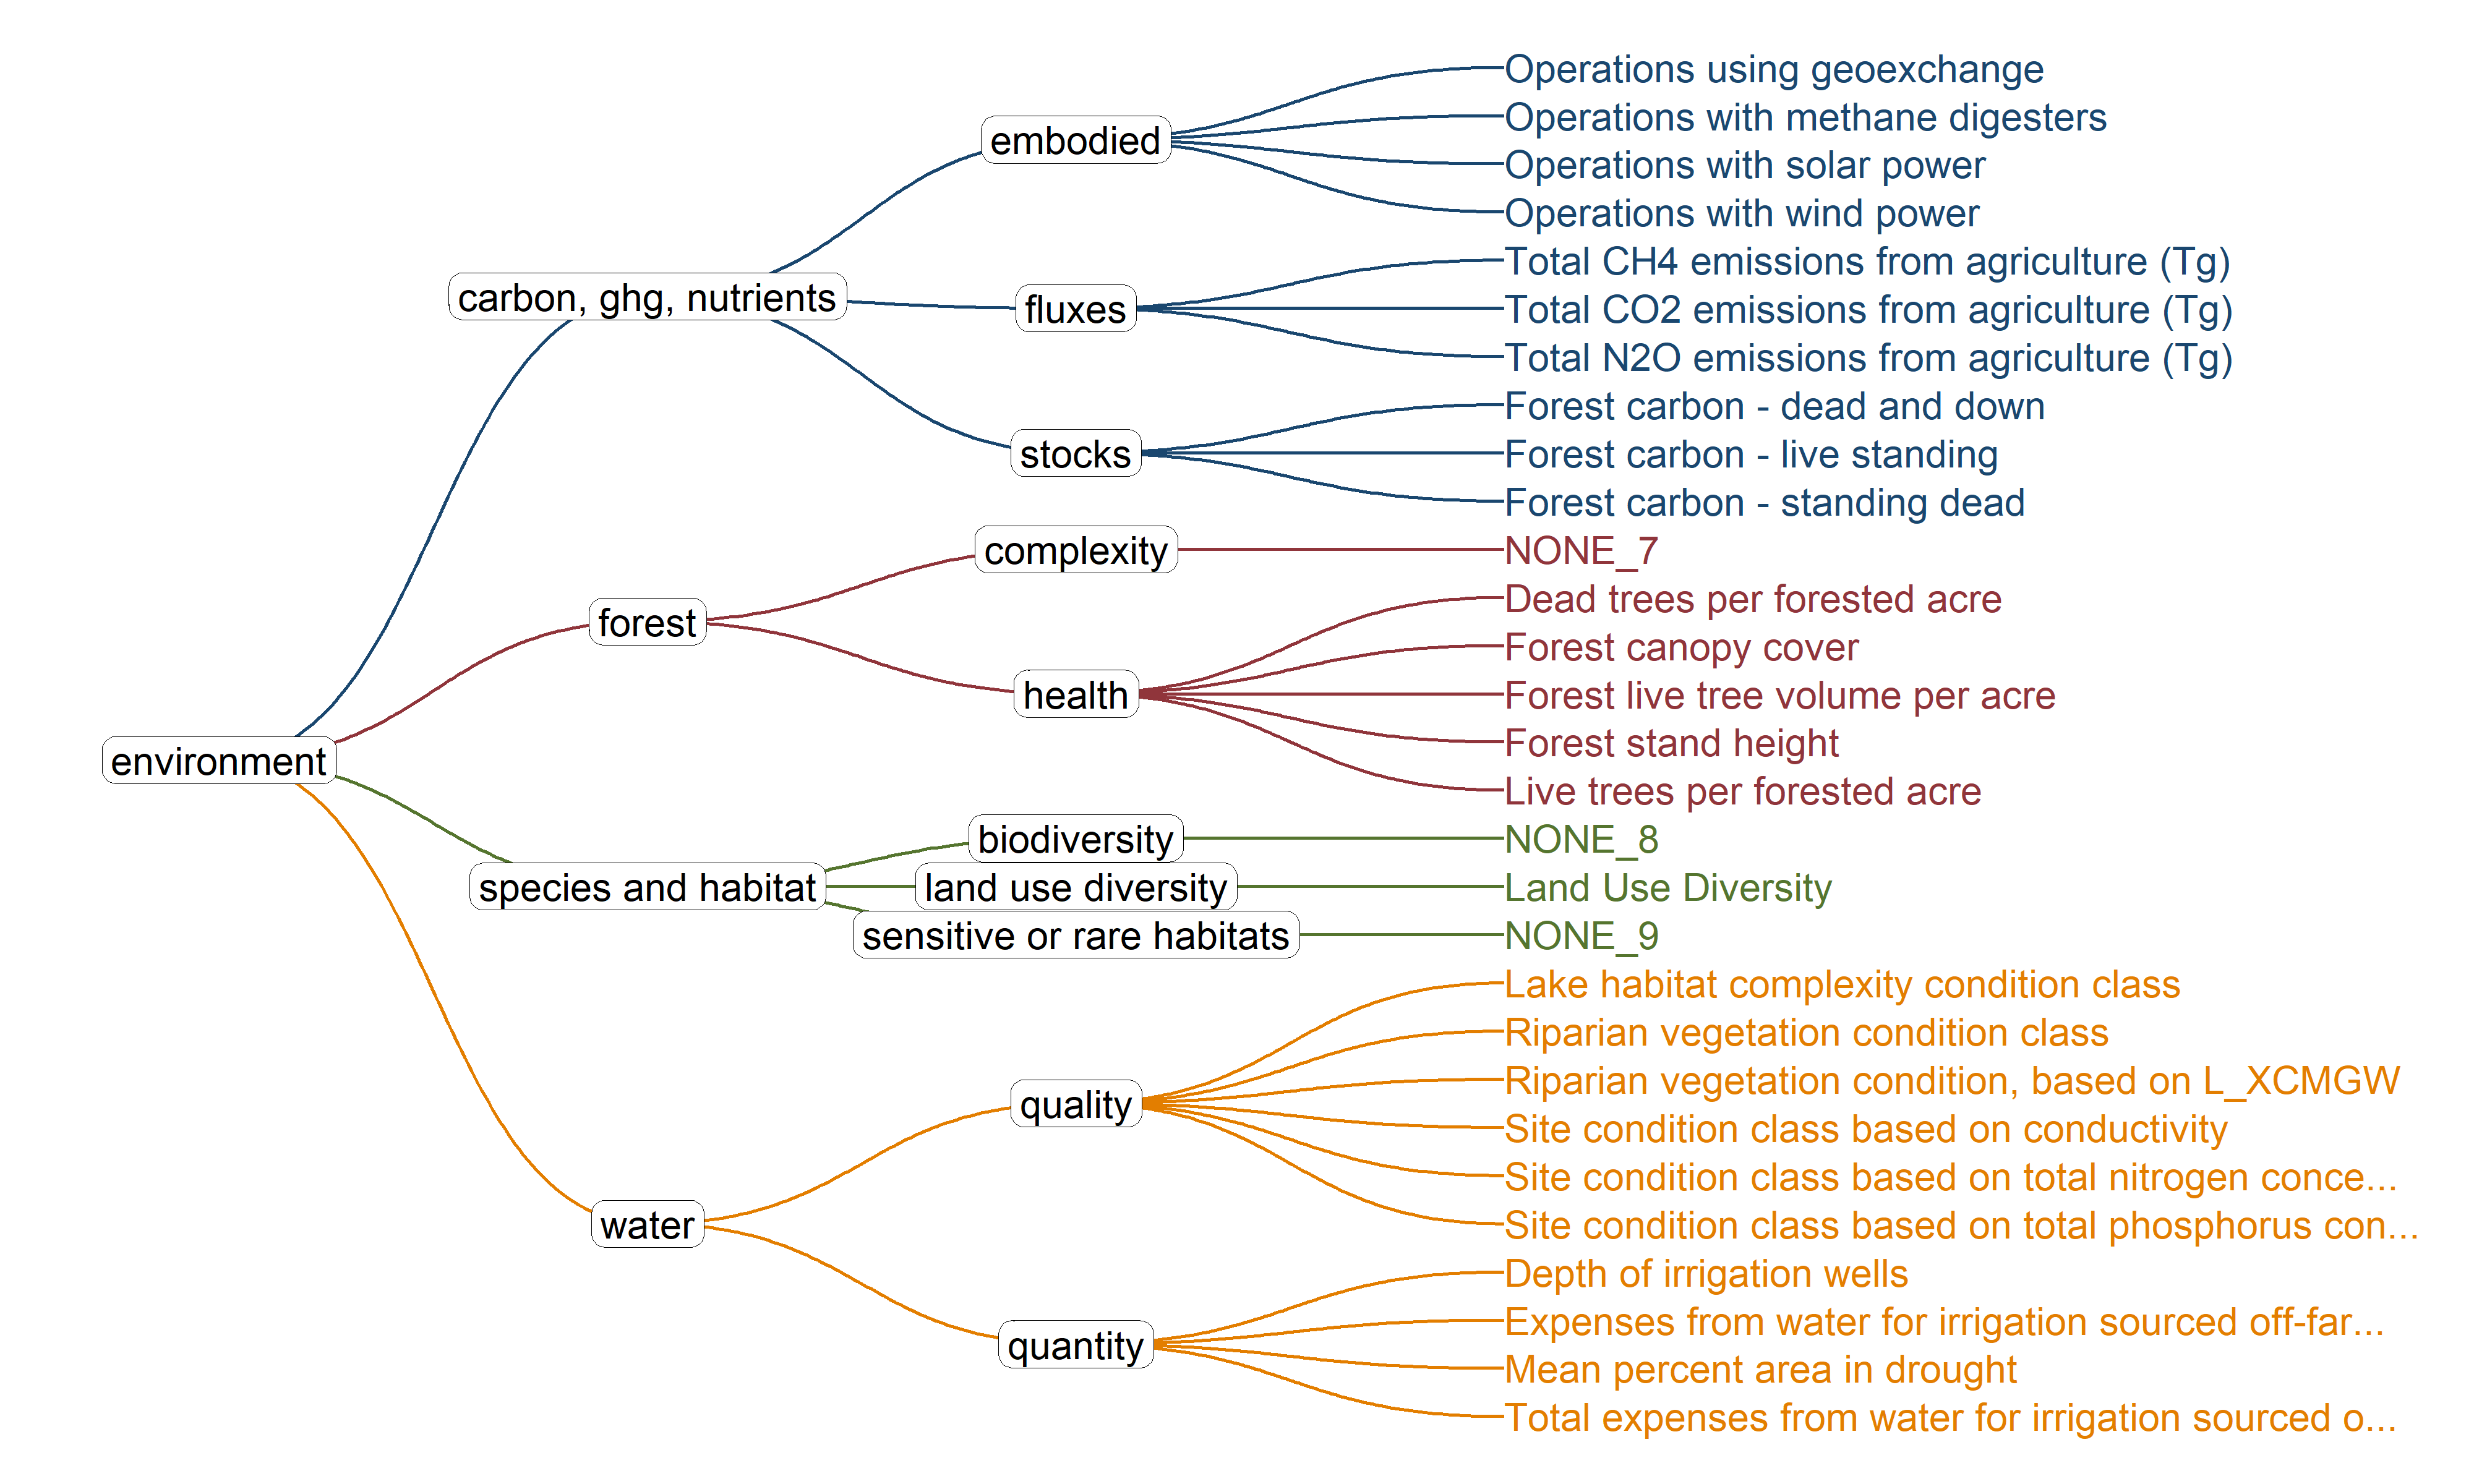 environment
carbon, ghg, nutrients
forest
species and habitat
water
embodied
fluxes
stocks
complexity
health
biodiversity
land use diversity
sensitive or rare habitats
quality
quantity
Operations using geoexchange
Operations with methane digesters
Operations with solar power
Operations with wind power
Total CH4 emissions from agriculture (Tg)
Total CO2 emissions from agriculture (Tg)
Total N2O emissions from agriculture (Tg)
Forest carbon - dead and down
Forest carbon - live standing
Forest carbon - standing dead
NONE_7
Dead trees per forested acre
Forest canopy cover
Forest live tree volume per acre
Forest stand height
Live trees per forested acre
NONE_8
Land Use Diversity
NONE_9
Lake habitat complexity condition class
Riparian vegetation condition class
Riparian vegetation condition, based on L_XCMGW
Site condition class based on conductivity
Site condition class based on total nitrogen conce...
Site condition class based on total phosphorus con...
Depth of irrigation wells
Expenses from water for irrigation sourced off-far...
Mean percent area in drought
Total expenses from water for irrigation sourced o...